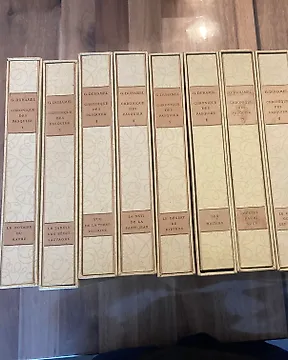 G. DUHAMEL
CHRONIQUE
DES
PASQUIER
I
LE NOTAIRE
DU
HAVRE
G. DUHAMEL
CHRONIQUE
DES
PASQUIER
LE JARDIN
DES BÊTES
SAUVAGES
G. DUHAMEL
CHRONIQUE
DES
PASQUIER
VUE
DE LA TERRE
PROMISE
G. DUHAMEL
CHRONIQUE
DES
PASQUIER
LA NUIT
DE LA
SAINT-JEAN
G. DUHAMEL
CHRONIQUE
DES
PASQUIER
LE DÉSERT
DE
BIÈVRES
G. DUHAMEL
CHRONIQUE
DES
PASQUIER
LES
MAÎTRES
G. DUHAMEL
CHRONIQUE
DES
PASQUIER
G. DUHAMEL
CHRONIQUE
DES
PASQUIER